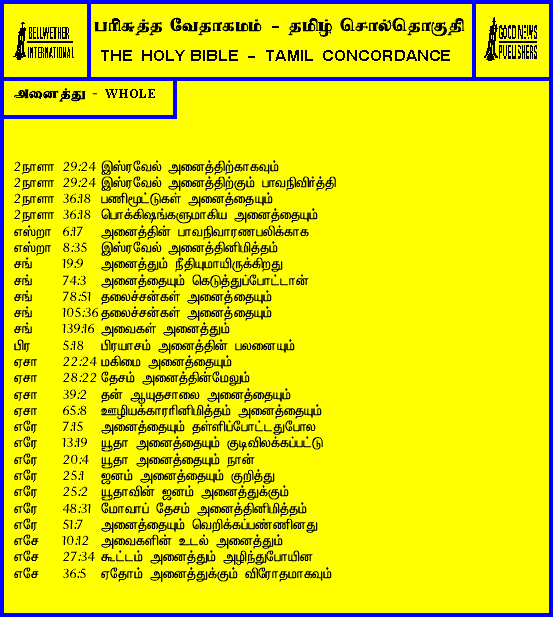 BELLWETHER
INTERNATIONAL
பரிசுத்த வேதாகமம் - தமிழ் சொல்தொகுதி
THE HOLY BIBLE - TAMIL CONCORDANCE
GOOD NEWS
PUBLISHERS
அனைத்து - WHOLE
2நாளா 29:24 இஸ்ரவேல் அனைத்திற்காகவும்
2நாளா 29:24 இஸ்ரவேல் அனைத்திற்கும் பாவநிவிர்த்தி
2நாளா 36:18 பணிமூட்டுகள் அனைத்தையும்
2நாளா 36:18 பொக்கிஷங்களுமாகிய அனைத்தையும்
எஸ்றா 6:17 அனைத்தின் பாவநிவாரணபலிக்காக
எஸ்றா 8:35 இஸ்ரவேல் அனைத்தினிமித்தம்
சங் 19:9 அனைத்தும் நீதியுமாயிருக்கிறது
சங் 74:3 அனைத்தையும் கெடுத்துப்போட்டான்
சங் 78:51 தலைச்சன்கள் அனைத்தையும்
சங் 105:36 தலைச்சன்கள் அனைத்தையும்
சங் 139:16 அவைகள் அனைத்தும்
பிர 5:18 பிரயாசம் அனைத்தின் பலனையும்
ஏசா 22:24 மகிமை அனைத்தையும்
ஏசா 28:22 தேசம் அனைத்தின்மேலும்
ஏசா 39:2 தன் ஆயுதசாலை அனைத்தையும்
ஏசா 65:8 ஊழியக்காரரினிமித்தம் அனைத்தையும்
எரே 7:15 அனைத்தையும் தள்ளிப்போட்டதுபோல
எரே 13:19 யூதா அனைத்தையும் குடிவிலக்கப்பட்டு
எரே 20:4 யூதா அனைத்தையும் நான்
எரே 25:1 ஜனம் அனைத்தையும் குறித்து
எரே 25:2 யூதாவின் ஜனம் அனைத்துக்கும்
எரே 48:31 மோவாப் தேசம் அனைத்தினிமித்தம்
எரே 51:7 அனைத்தையும் வெறிக்கப்பண்ணினது
எசே 10:12 அவைகளின் உடல் அனைத்தும்
எசே 27:34 கூட்டம் அனைத்தும் அழிந்துபோயின
எசே 36:5 ஏதோம் அனைத்துக்கும் விரோதமாகவும்